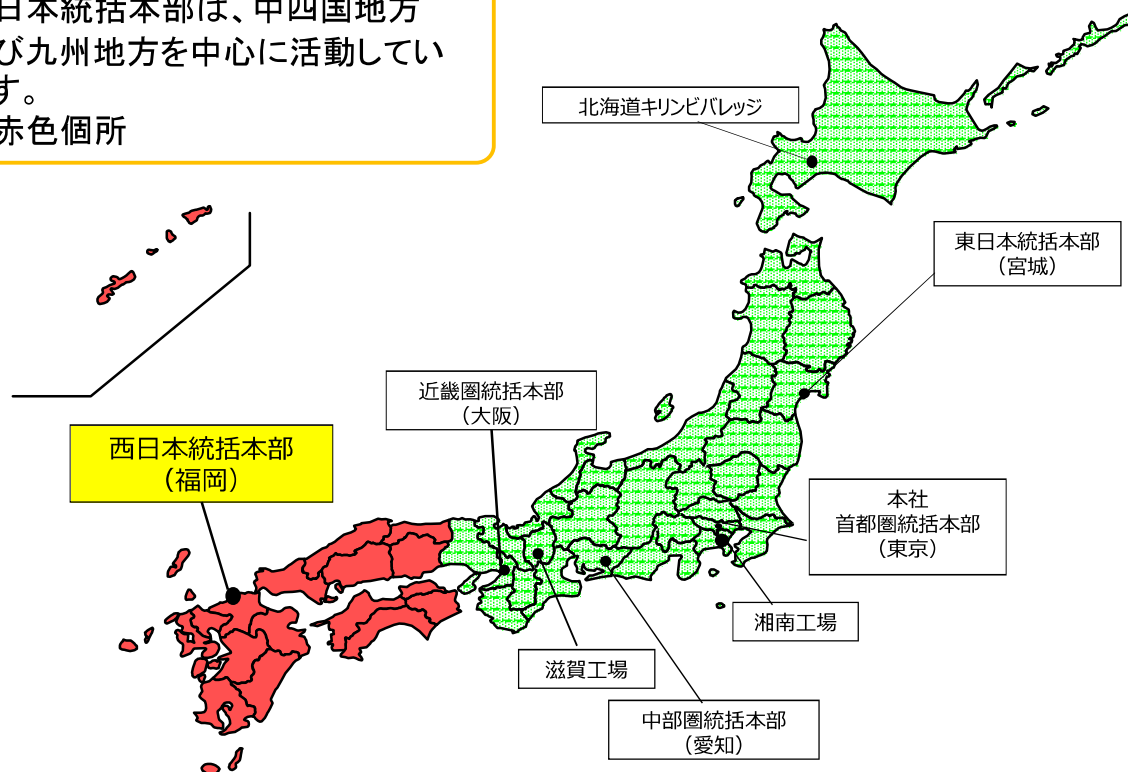 日本統括本部は、中四国地方
び九州地方を中心に活動してい
す。
赤色個所
北海道キリンビバレッジ
東日本統括本部
（宮城）
近畿圏統括本部
（大阪）
西日本統括本部
（福岡）
本社
首都圏統括本部
（東京）
湘南工場
滋賀工場
中部圏統括本部
（愛知）